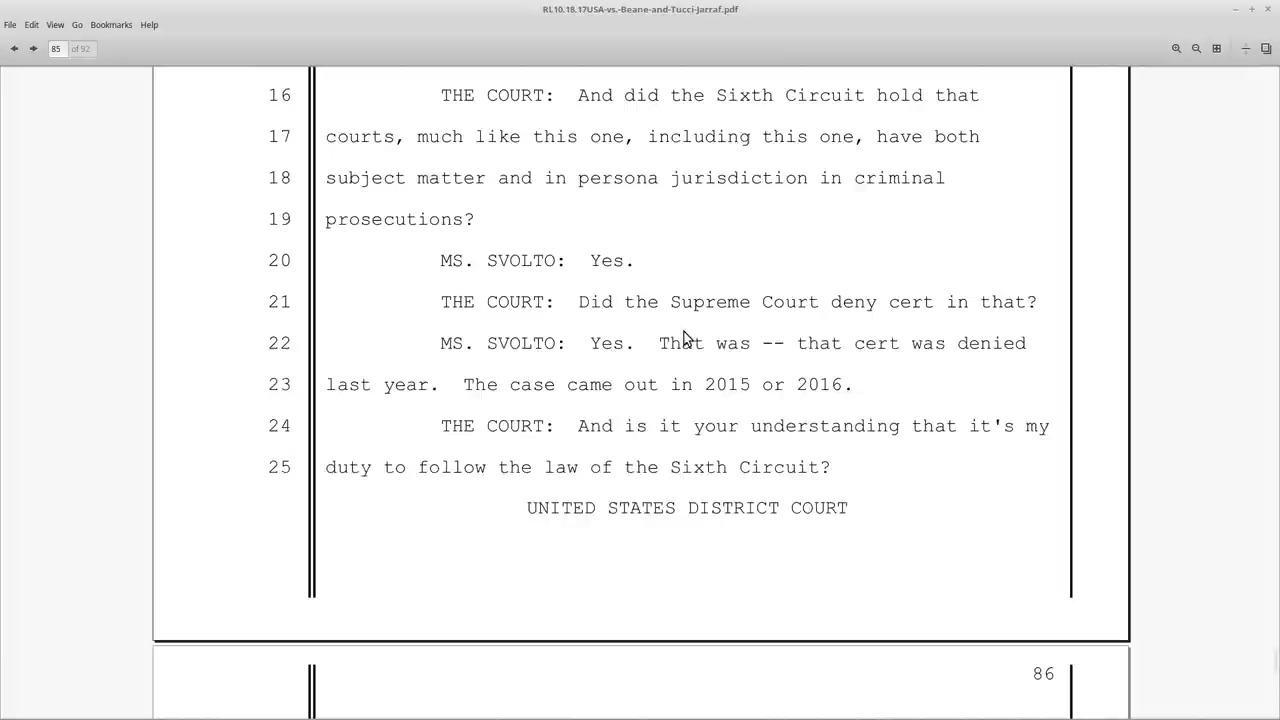 RL10.18.17USA-vs.-Beane-and-Tucci-Jarraf.pdf
File Edit View Go Bookmarks Help
85 of 92
16 THE COURT: And did the Sixth Circuit hold that
17 courts, much like this one, including this one, have both
18 subject matter and in persona jurisdiction in criminal
19 prosecutions?
20 MS. SVOLTO: Yes.
21 THE COURT: Did the Supreme Court deny cert in that?
22 MS. SVOLTO: Yes. That was -- that cert was denied
23 last year. The case came out in 2015 or 2016.
24 THE COURT: And is it your understanding that it's my
25 duty to follow the law of the Sixth Circuit?
UNITED STATES DISTRICT COURT
86